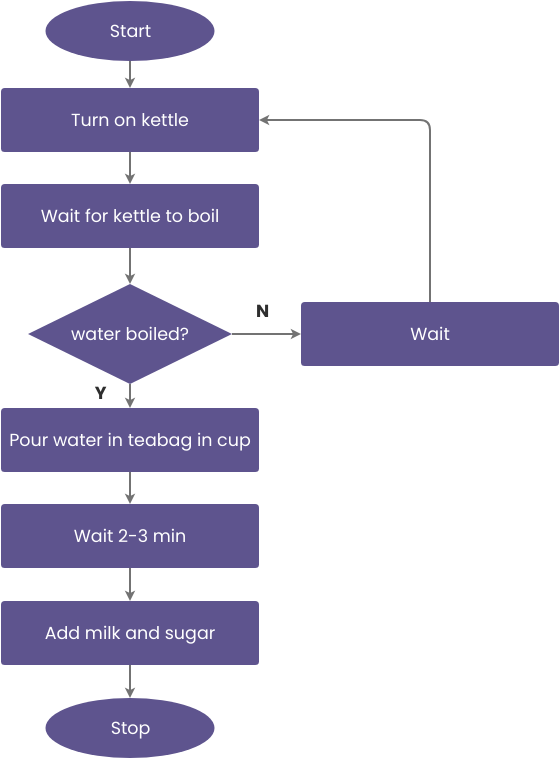 Start
Turn on kettle
Wait for kettle to boil
water boiled?
N
Wait
Y
Pour water in teabag in cup
Wait 2-3 min
Add milk and sugar
Stop